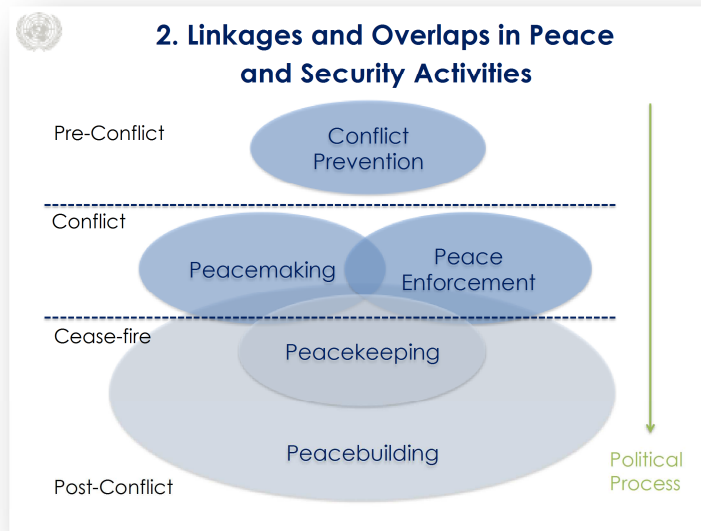 2. Linkages and Overlaps in Peace
and Security Activities
Pre-Conflict
Conflict
Prevention
Conflict
Peacemaking
Peace
Enforcement
Cease-fire
Peacekeeping
Peacebuilding
Political
Process
Post-Conflict